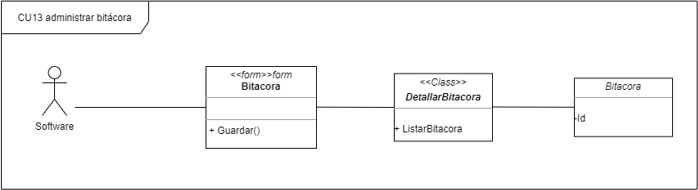 CU13 administrar bitácora
Software
<<form>>form
Bitacora
+ Guardar()
<<Class>>
DetallarBitacora
+ ListarBitacora
Bitacora
-Id